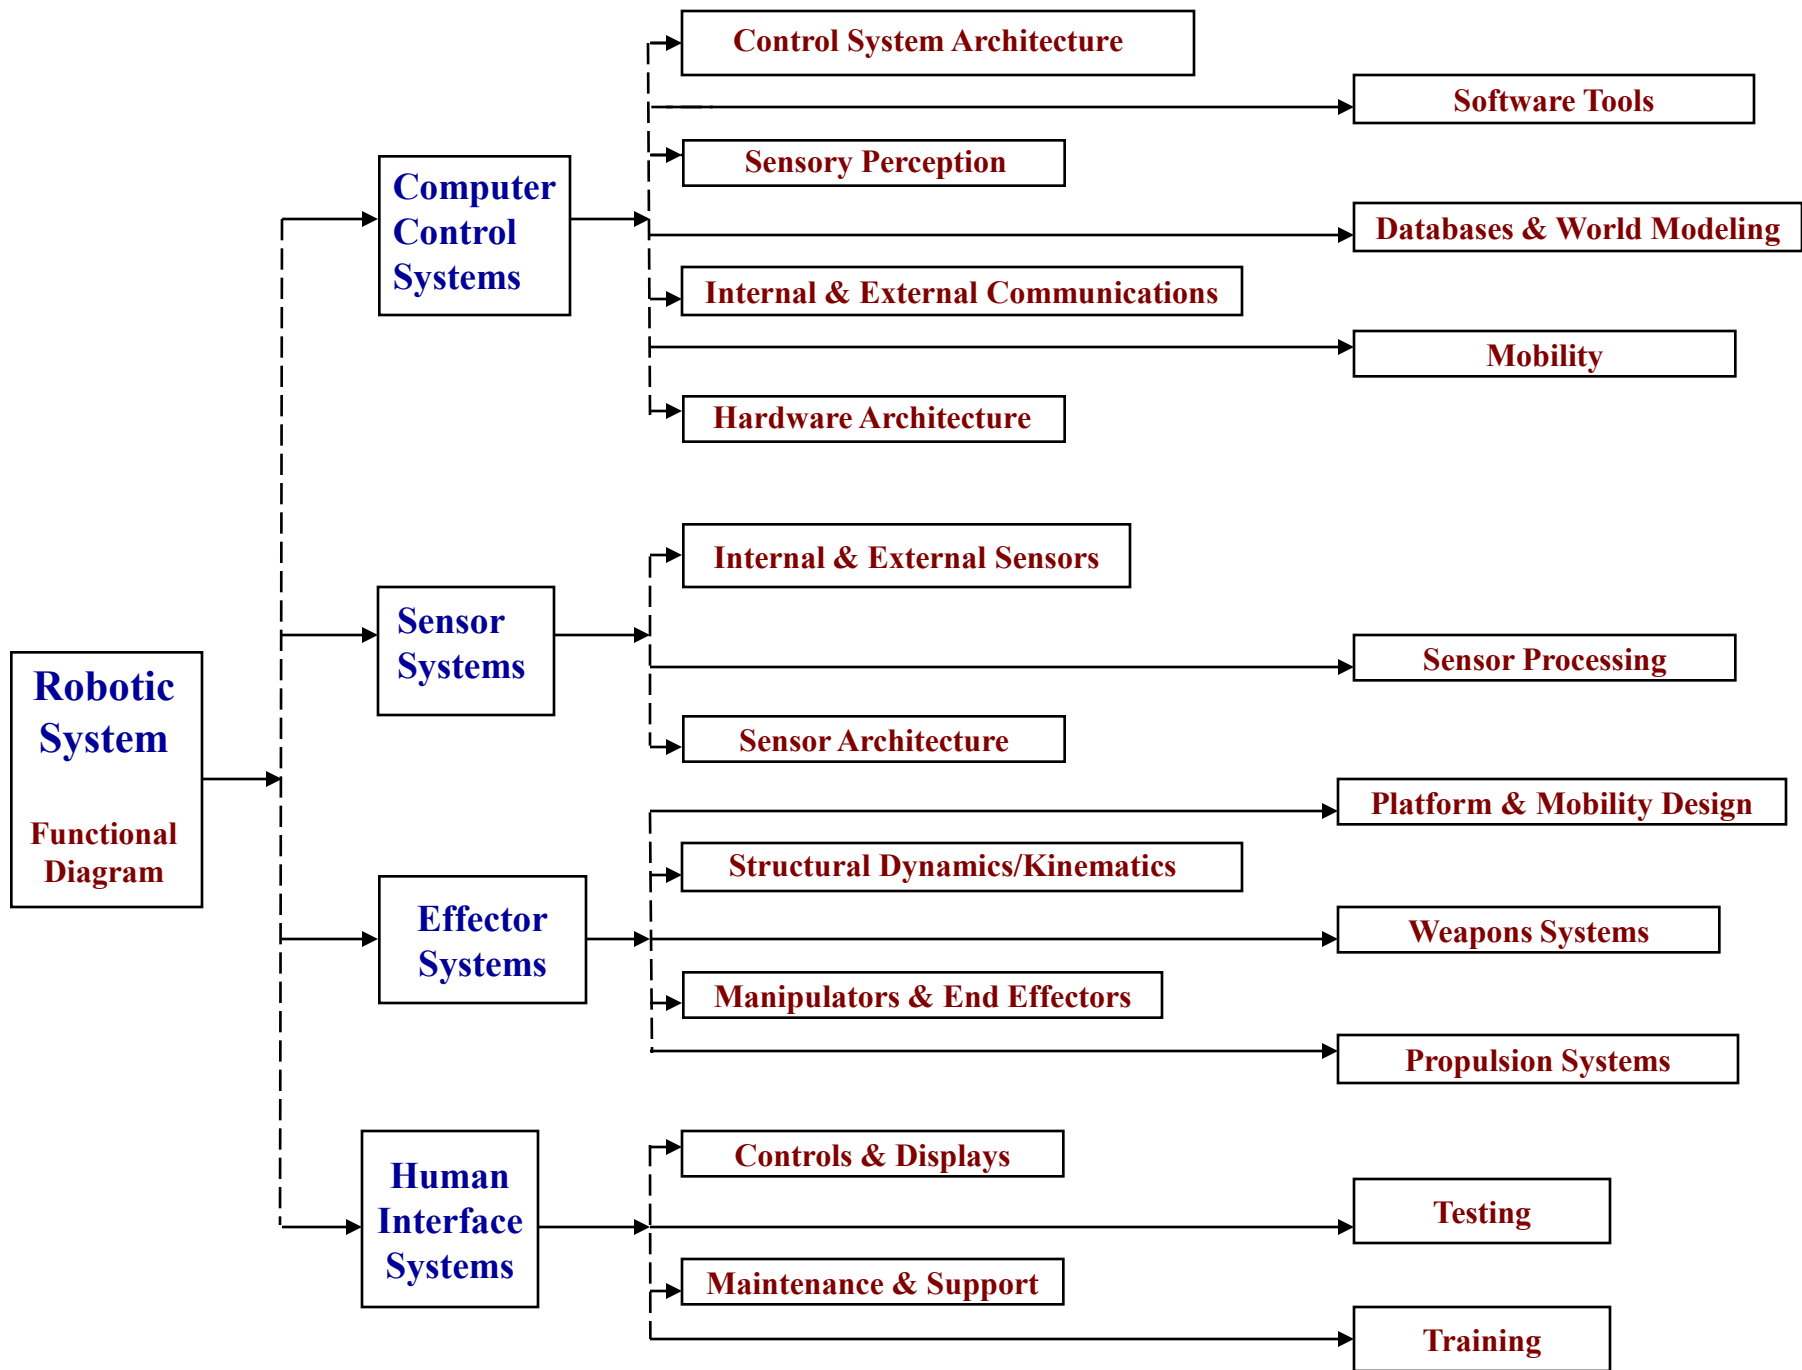 Robotic
System
Functional
Diagram
Computer
Control
Systems
Control System Architecture
Software Tools
Sensory Perception
Databases & World Modeling
Internal & External Communications
Mobility
Hardware Architecture
Sensor
Systems
Internal & External Sensors
Sensor Processing
Sensor Architecture
Effector
Systems
Platform & Mobility Design
Structural Dynamics/Kinematics
Weapons Systems
Manipulators & End Effectors
Propulsion Systems
Human
Interface
Systems
Controls & Displays
Testing
Maintenance & Support
Training